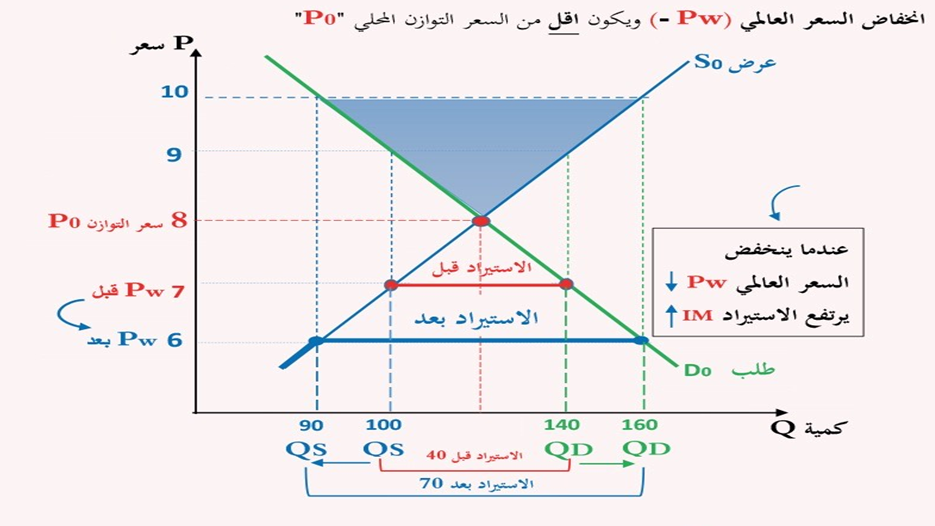 انخفاض السعر العالمي (Pw -) ويكون اقل من السعر التوازن المحلي "P0"
سعر P
S0 عرض
10
9
P0 سعر التوازن 8
عندما ينخفض
السعر العالمي Pw ↓
يرتفع الاستيراد IM ↑
الاستيراد قبل
قبل Pw 7
الاستيراد بعد
بعد Pw 6
D0 طلب
90 100 140 160
Q كمية
QS QS الاستيراد قبل 40 QD QD
الاستيراد بعد 70